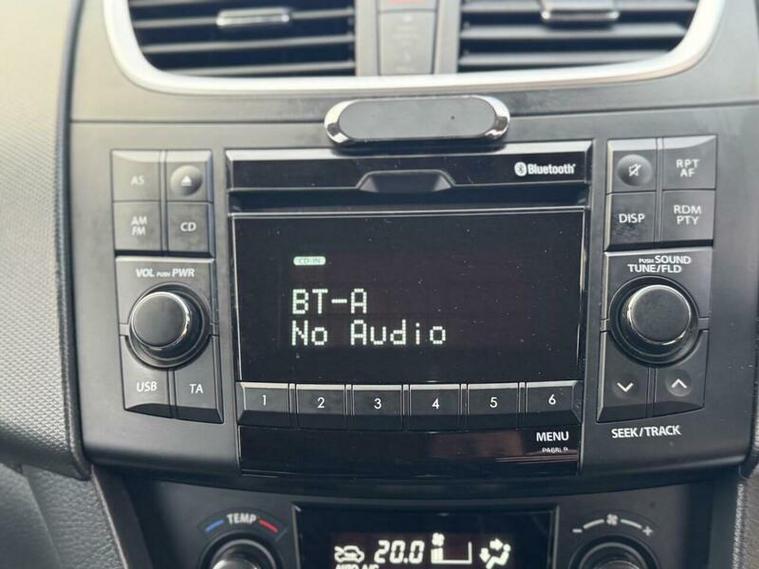 Bluetooth®
AS
AM
FM
CD
RPT
AF
DISP
RDM
PTY
VOL PUSH PWR
PUSH SOUND
TUNE/FLD
CD-IN
BT-A
No Audio
USB
TA
1 2 3 4 5 6
MENU
SEEK/TRACK
TEMP
20.0